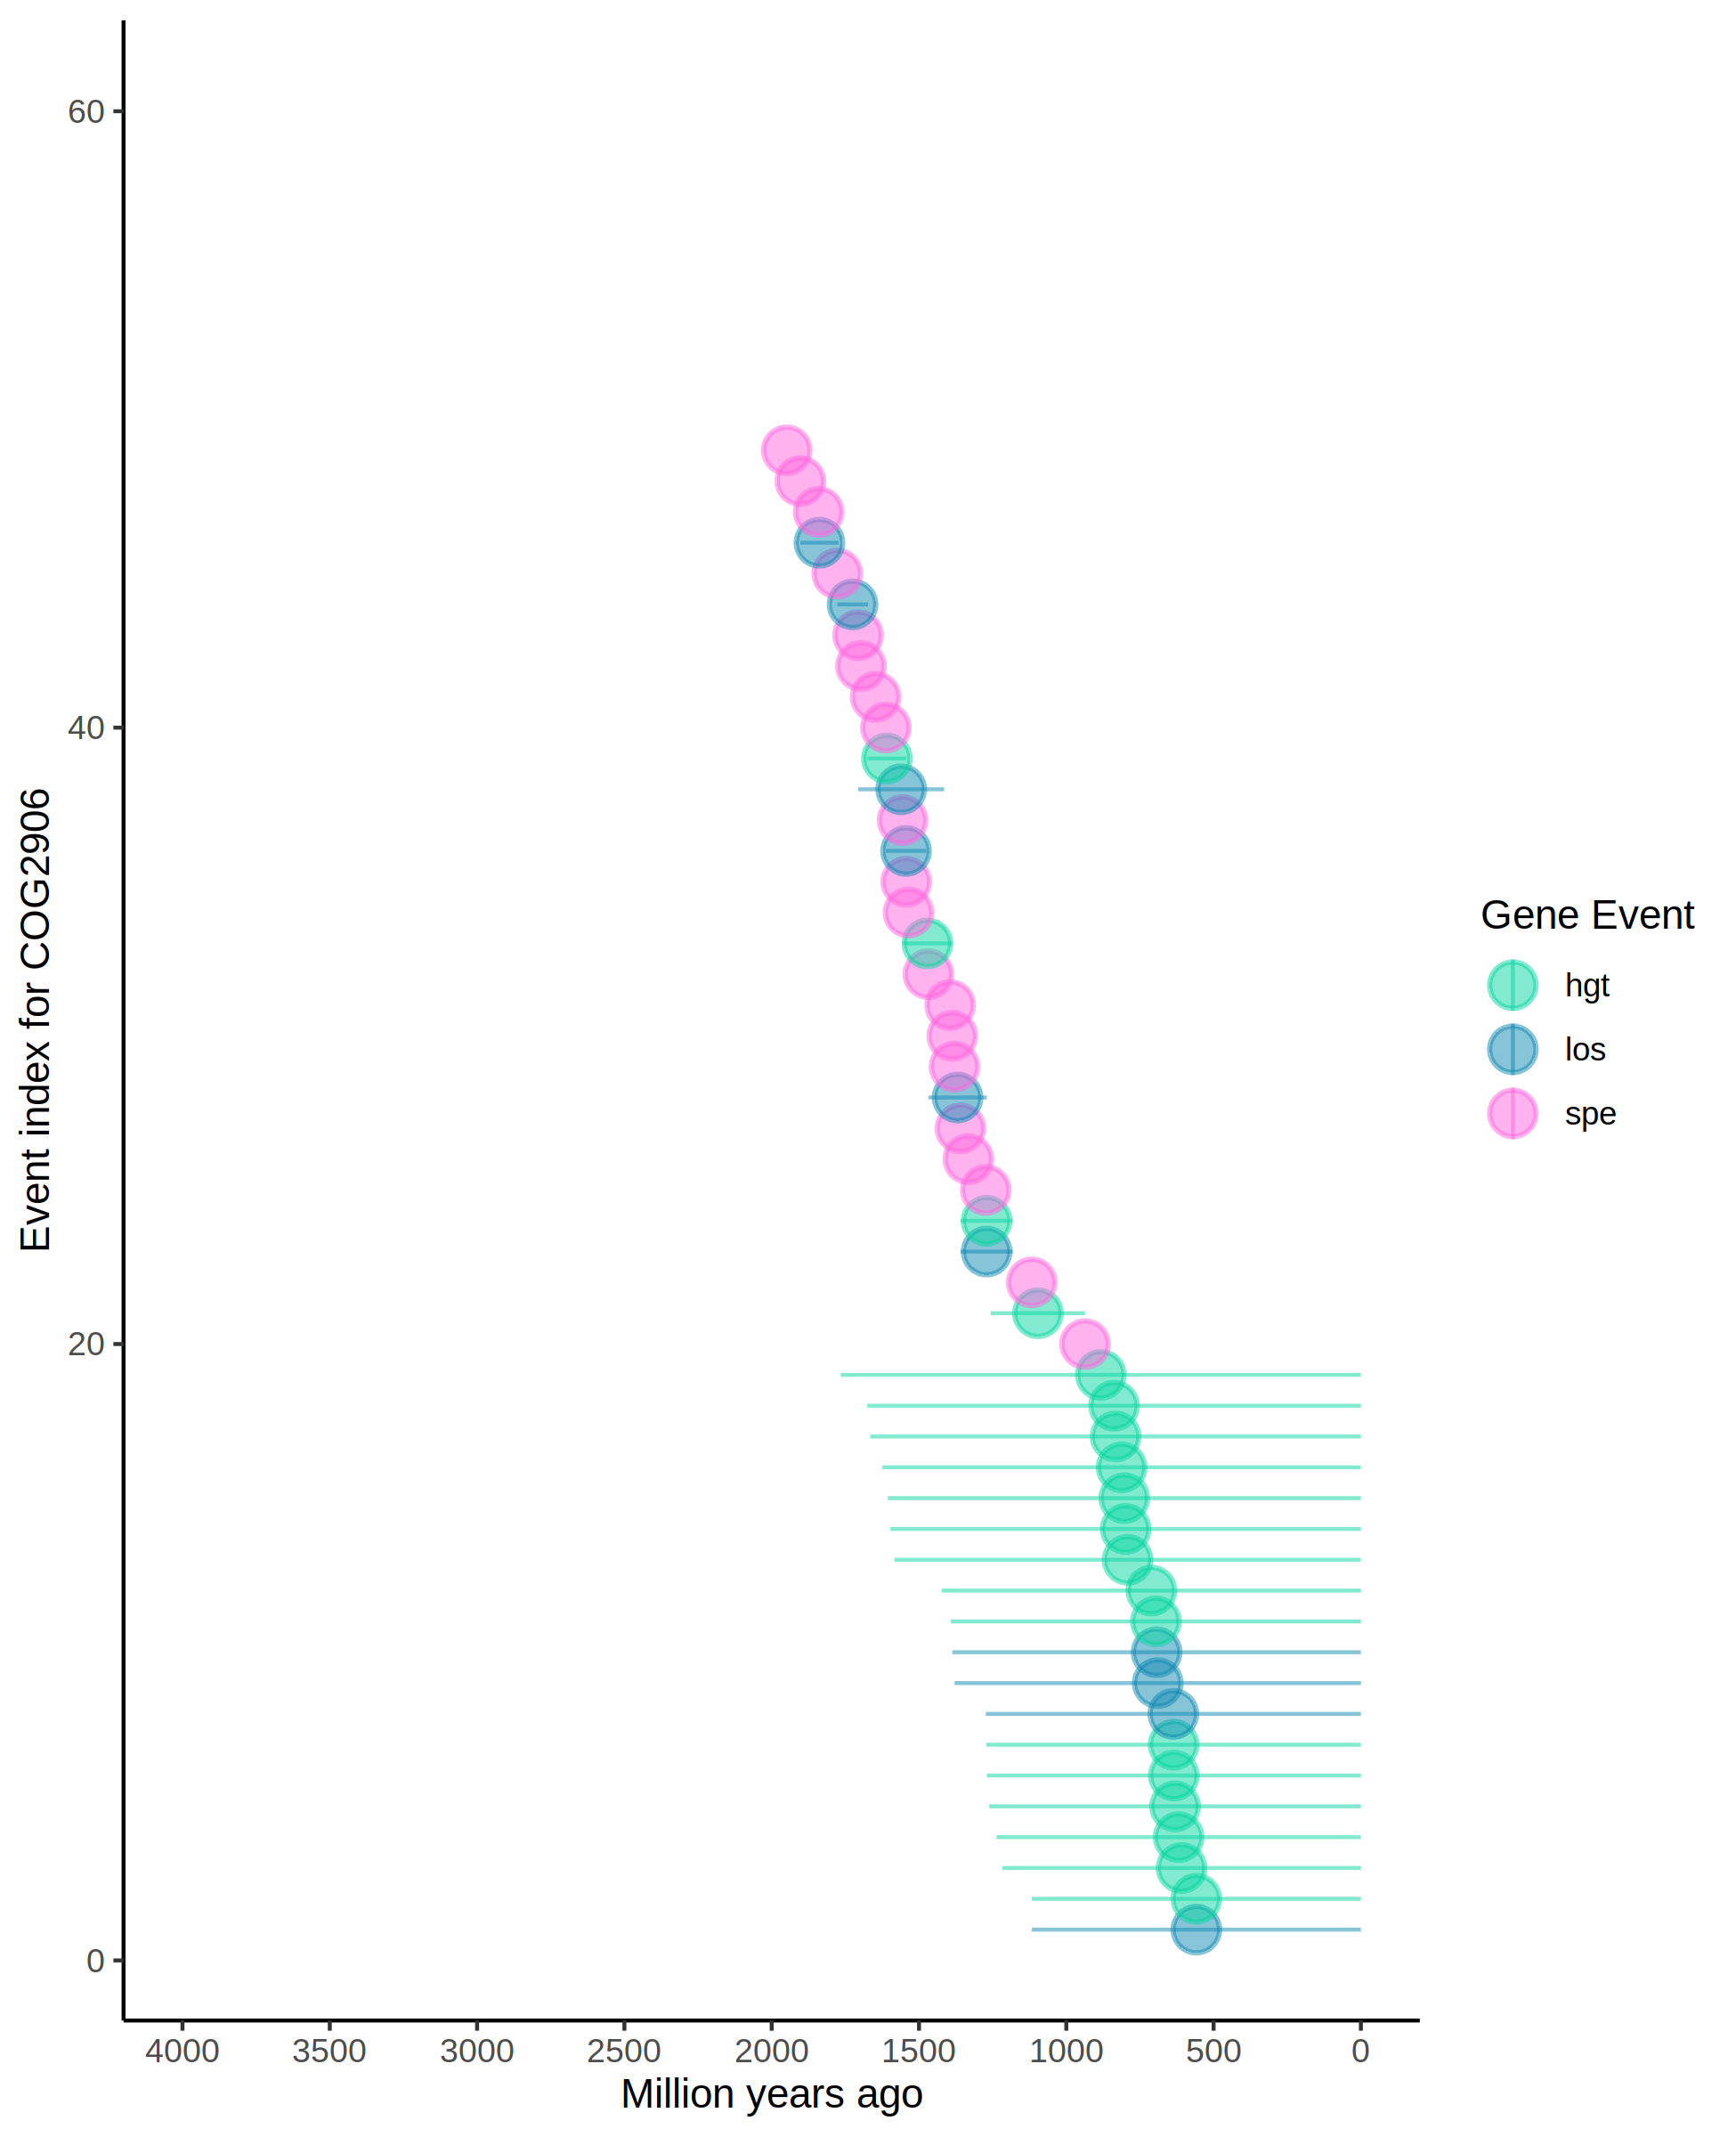 60
40
20
0
Event index for COG2906
4000 3500 3000 2500 2000 1500 1000 500 0
Million years ago
Gene Event
hgt
los
spe